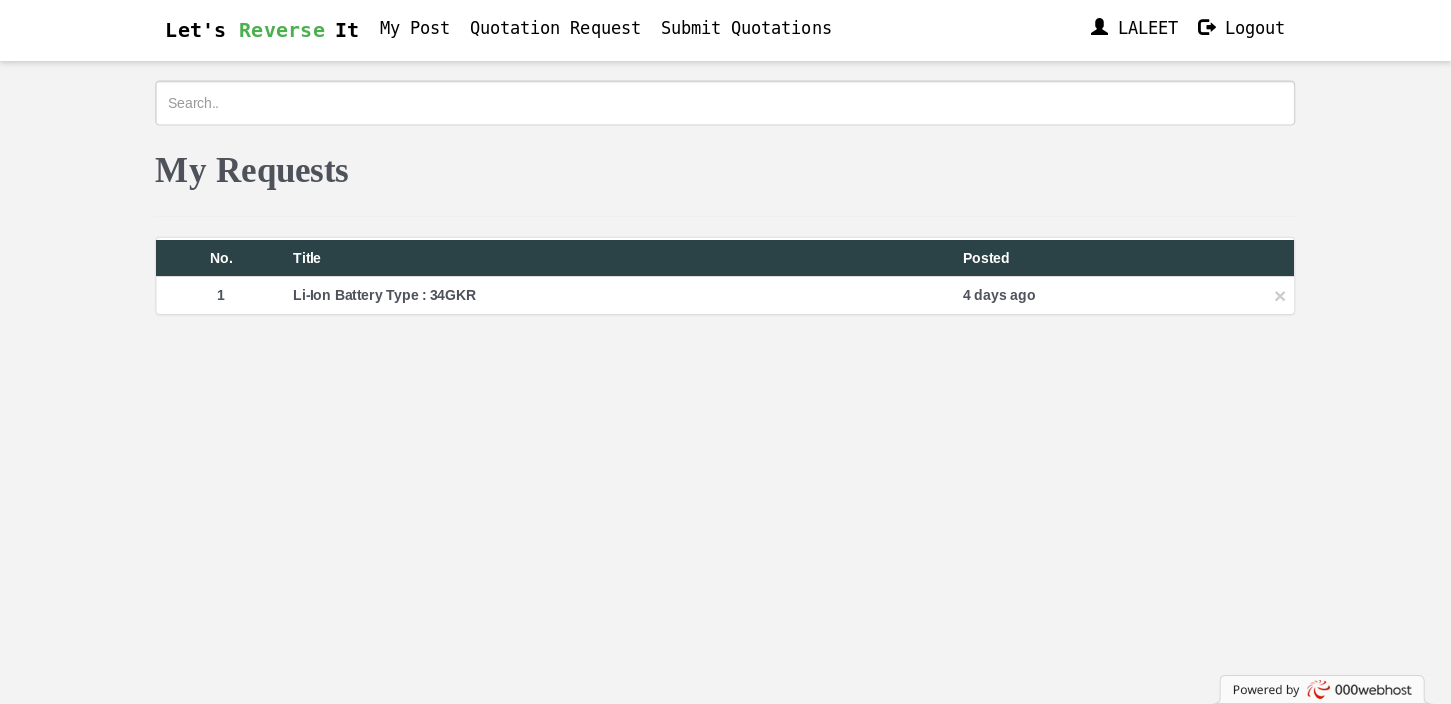 Let's Reverse It My Post Quotation Request Submit Quotations LALEET Logout
Search..
My Requests
No. Title Posted
1 Li-Ion Battery Type : 34GKR 4 days ago ×
Powered by 000webhost